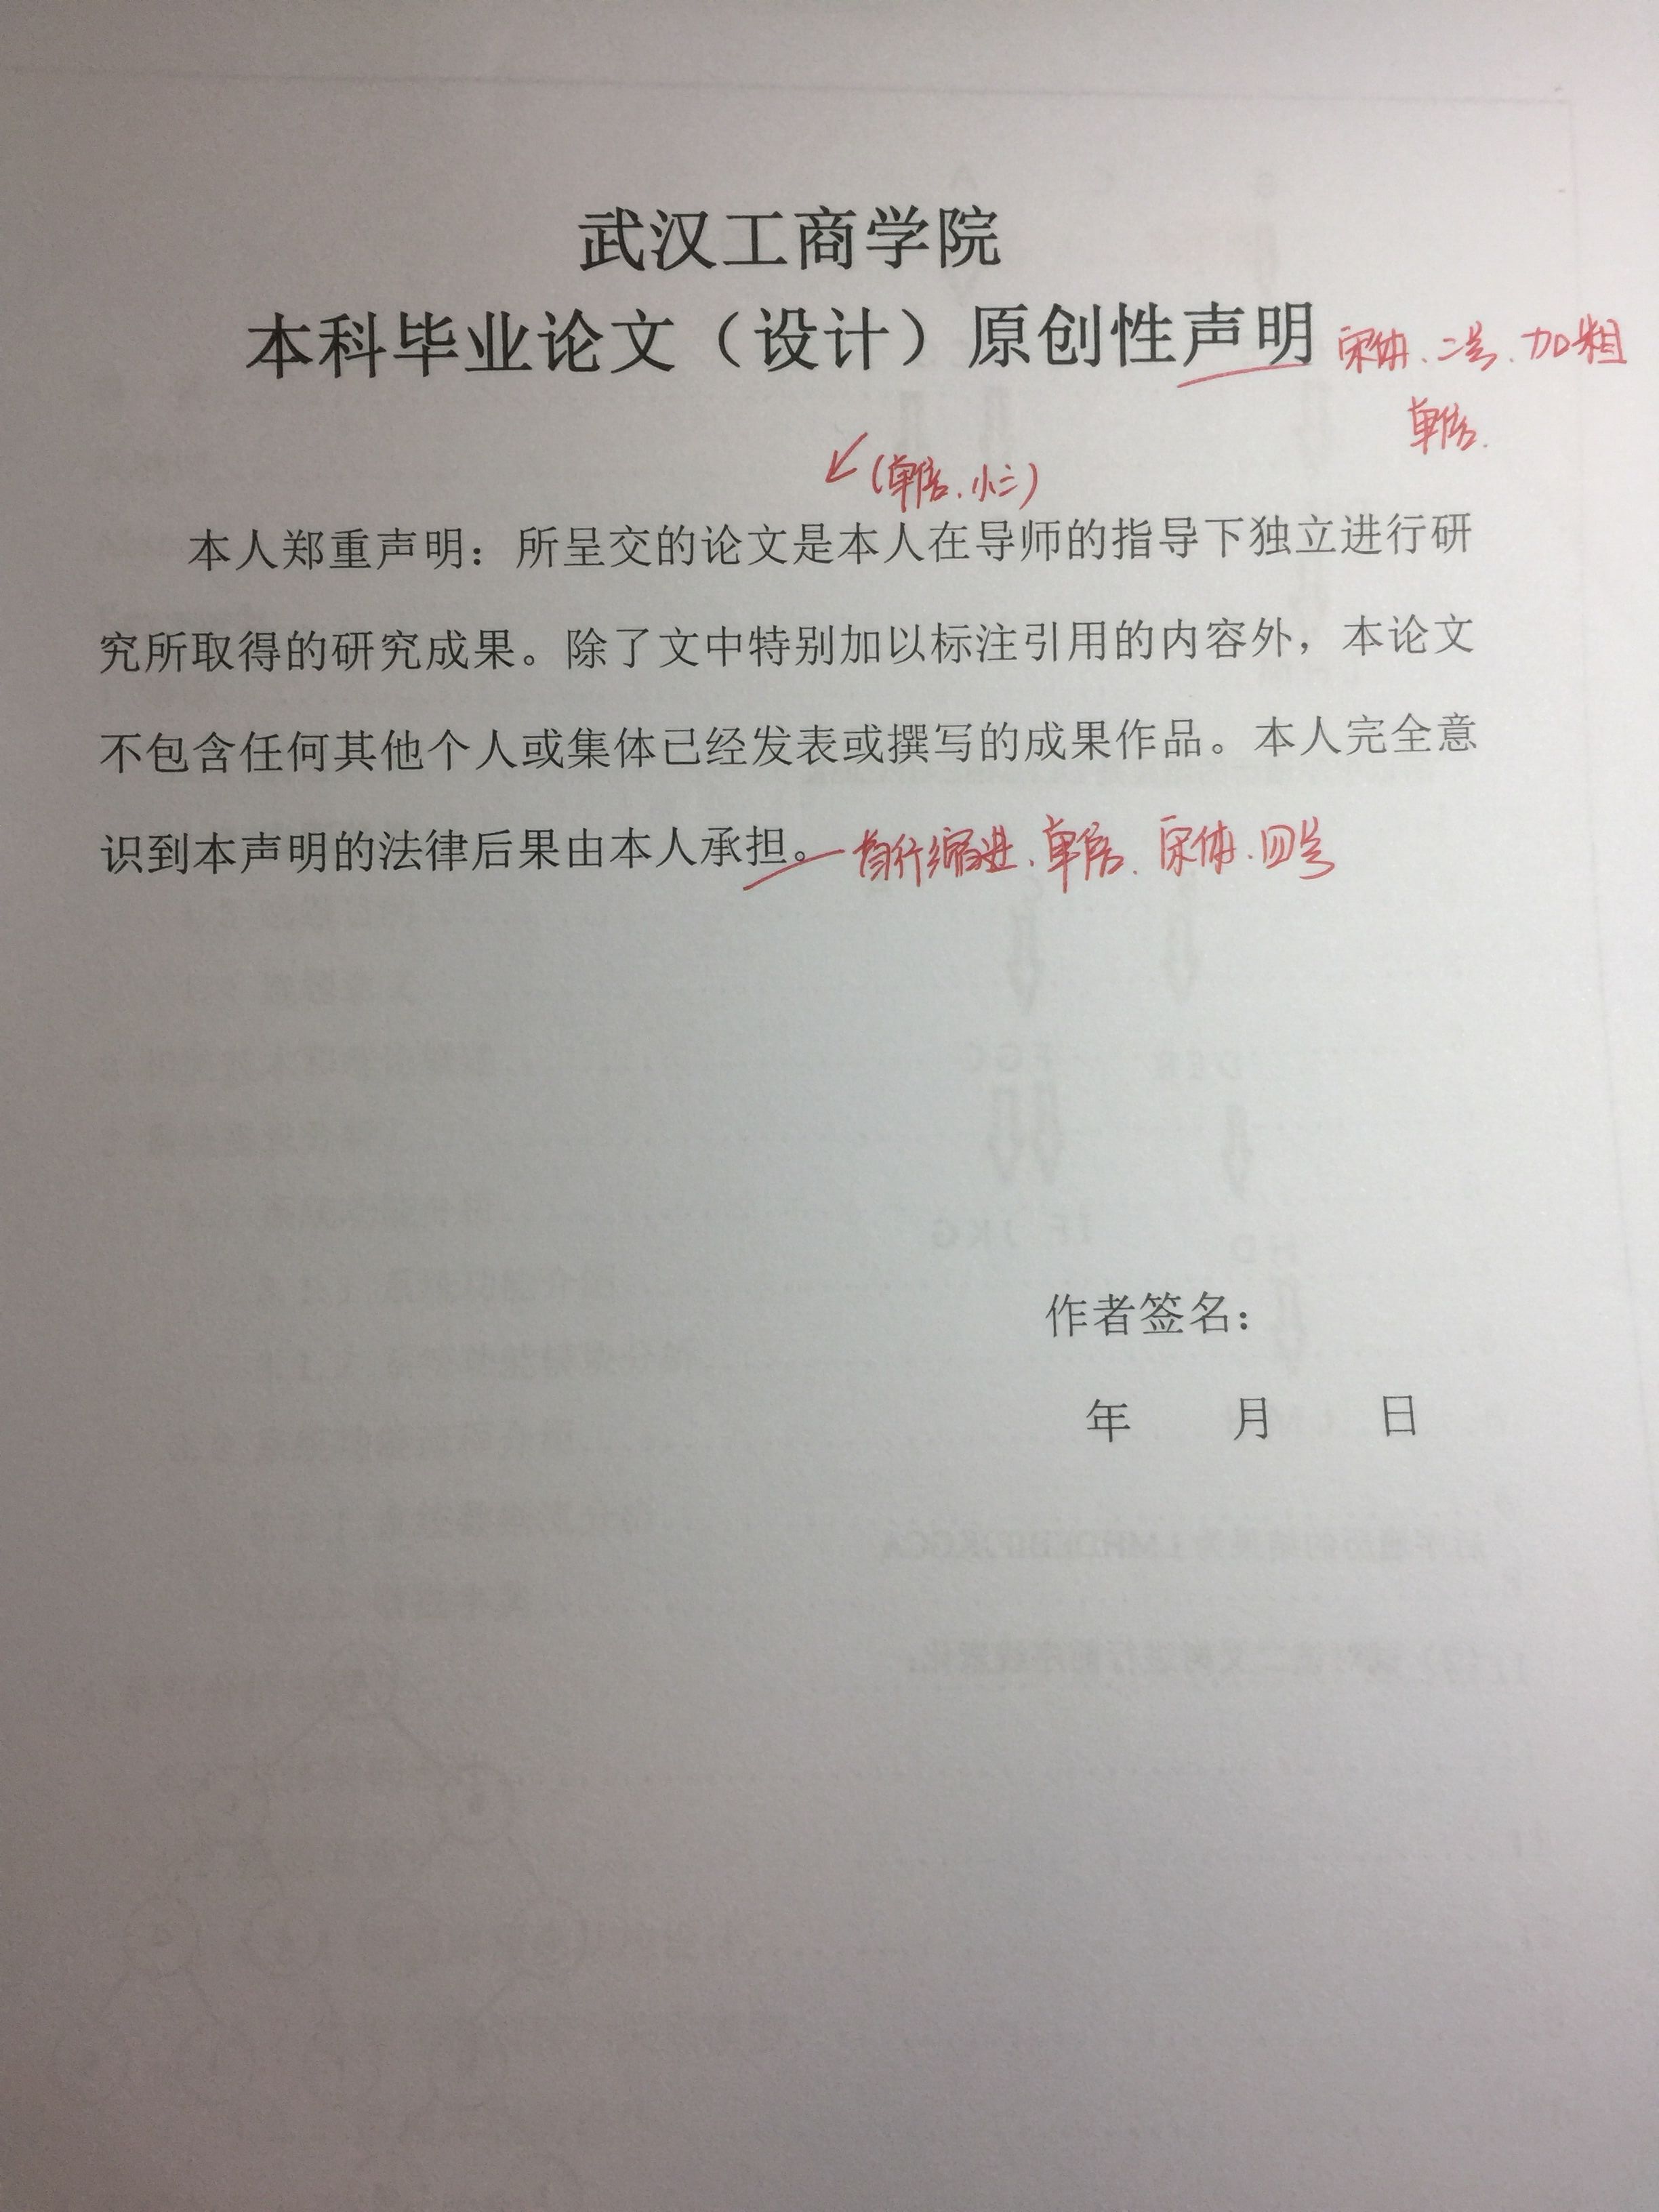 武汉工商学院
本科毕业论文（设计）原创性声明 宋体.二号.加粗
单倍.
(单倍.小二)
本人郑重声明：所呈交的论文是本人在导师的指导下独立进行研
究所取得的研究成果。除了文中特别加以标注引用的内容外，本论文
不包含任何其他个人或集体已经发表或撰写的成果作品。本人完全意
识到本声明的法律后果由本人承担。首行缩进.单倍.宋体.四号
作者签名：
年 月 日